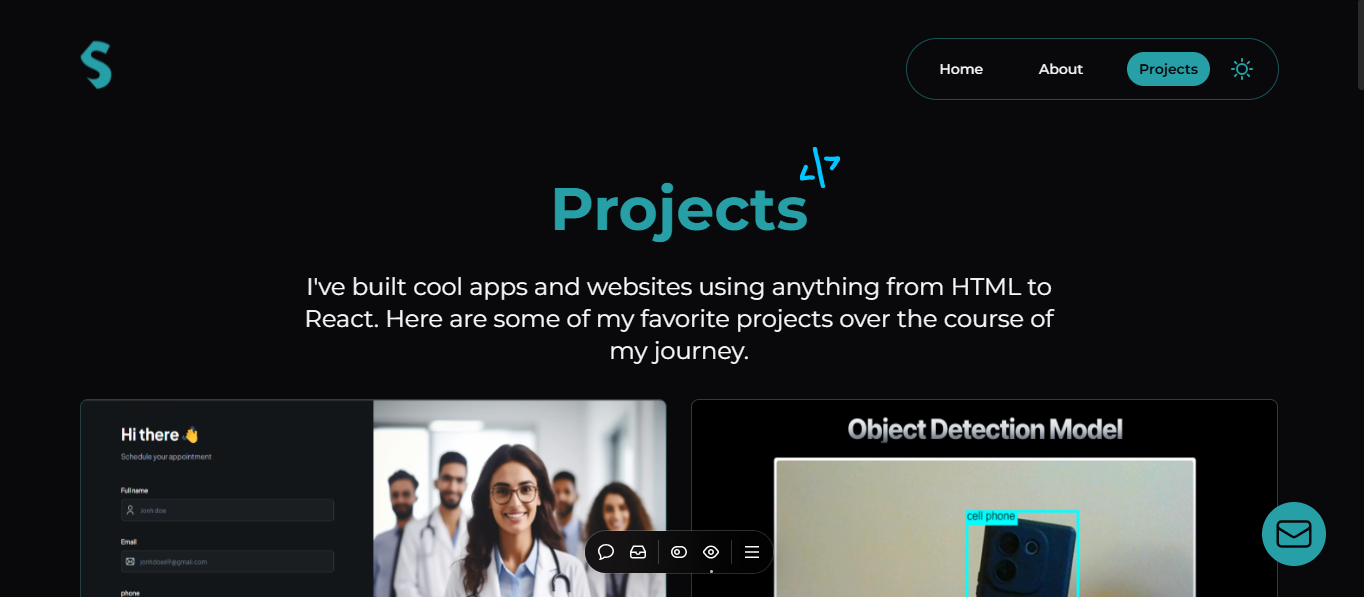 S
Home
About
Projects
Projects
I've built cool apps and websites using anything from HTML to
React. Here are some of my favorite projects over the course of
my journey.
Hi there 👋
Schedule your appointment
Full name
Jonh doe
Email
jonhdoe@gmail.com
phone
Object Detection Model
cell phone